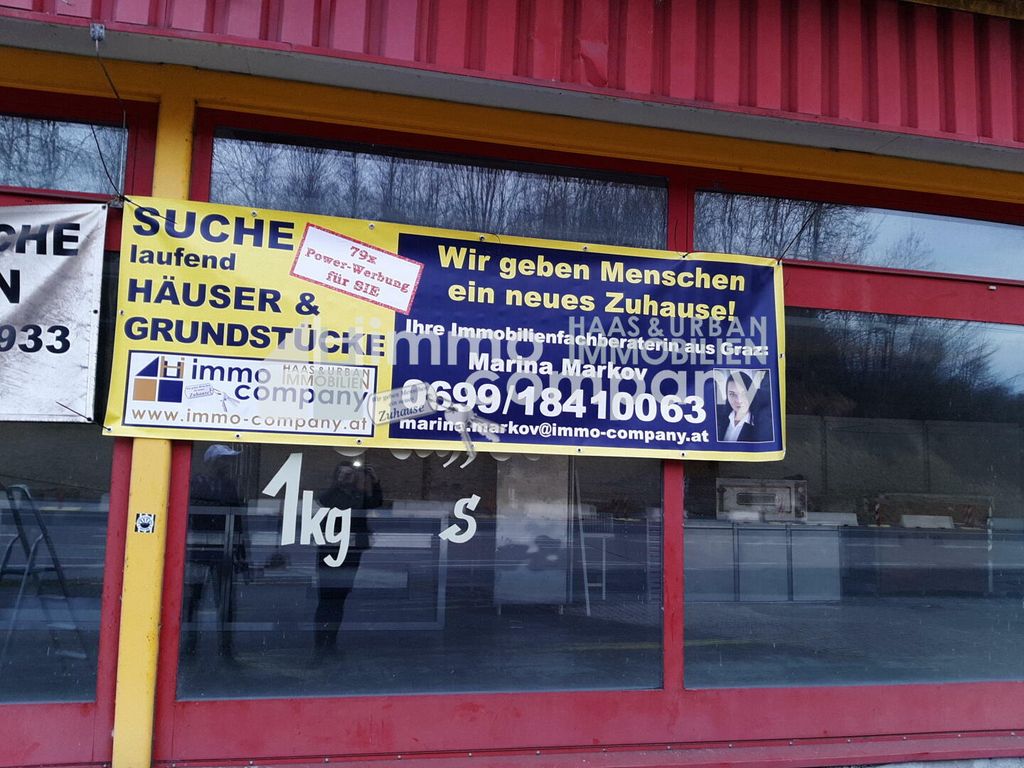 CHE
N
933
SUCHE
laufend
HÄUSER &
GRUNDSTÜCKE
79x
Power-Werbung
für SIE
immo
company
HAAS & URBAN
IMMOBILIEN
www.immo-company.at
Wir geben Menschen
ein neues Zuhause!
Ihre Immobilienfachberaterin aus Graz:
Marina Markov
0699/18410063
marina.markov@immo-company.at
immo
company
HAAS & URBAN
IMMOBILIEN
Zuhause
1kg
s